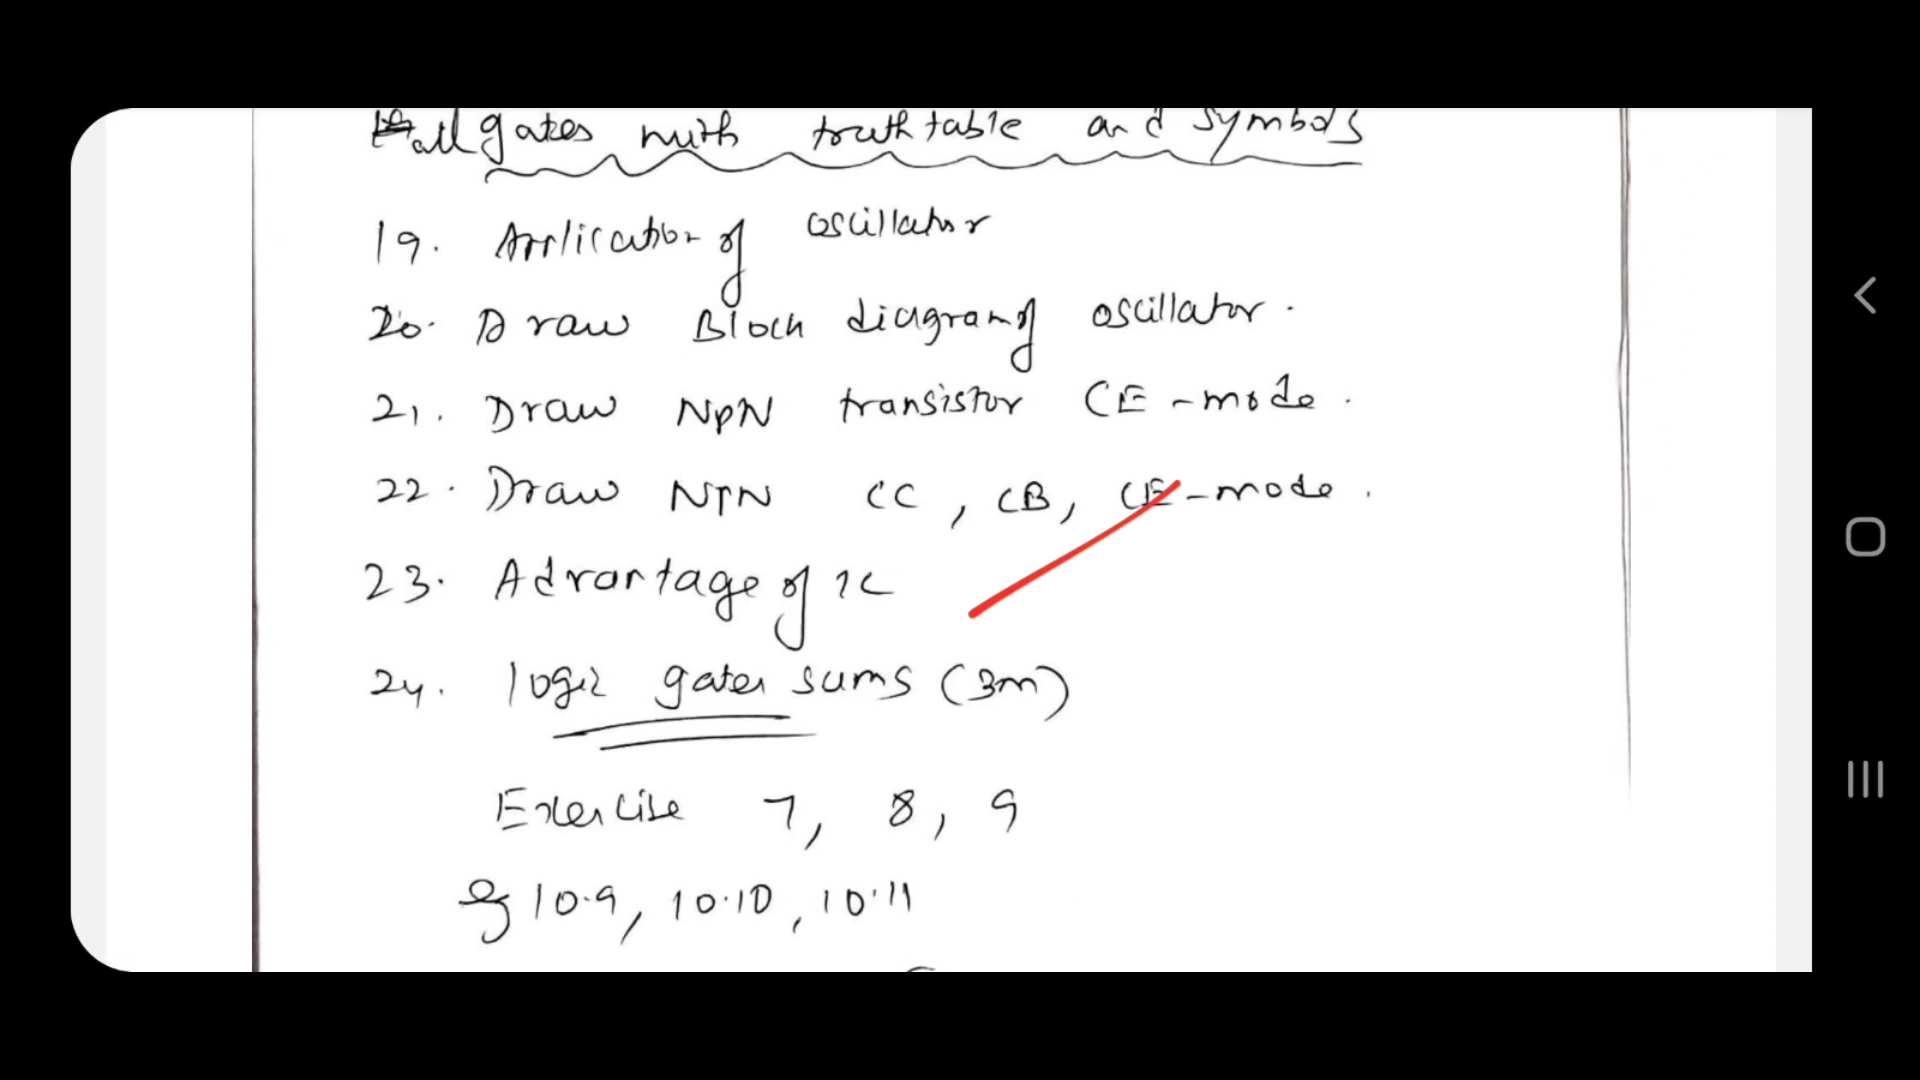 all gates with truth table and symbols
19. Application of oscillator
20. Draw Block diagram of oscillator.
21. Draw NPN transistor CE-mode.
22. Draw NPN CC, CB, CE-mode.
23. Advantage of IC
24. logic gates sums (3m)
Exercise 7, 8, 9
Eg 10.9, 10.10, 10.11